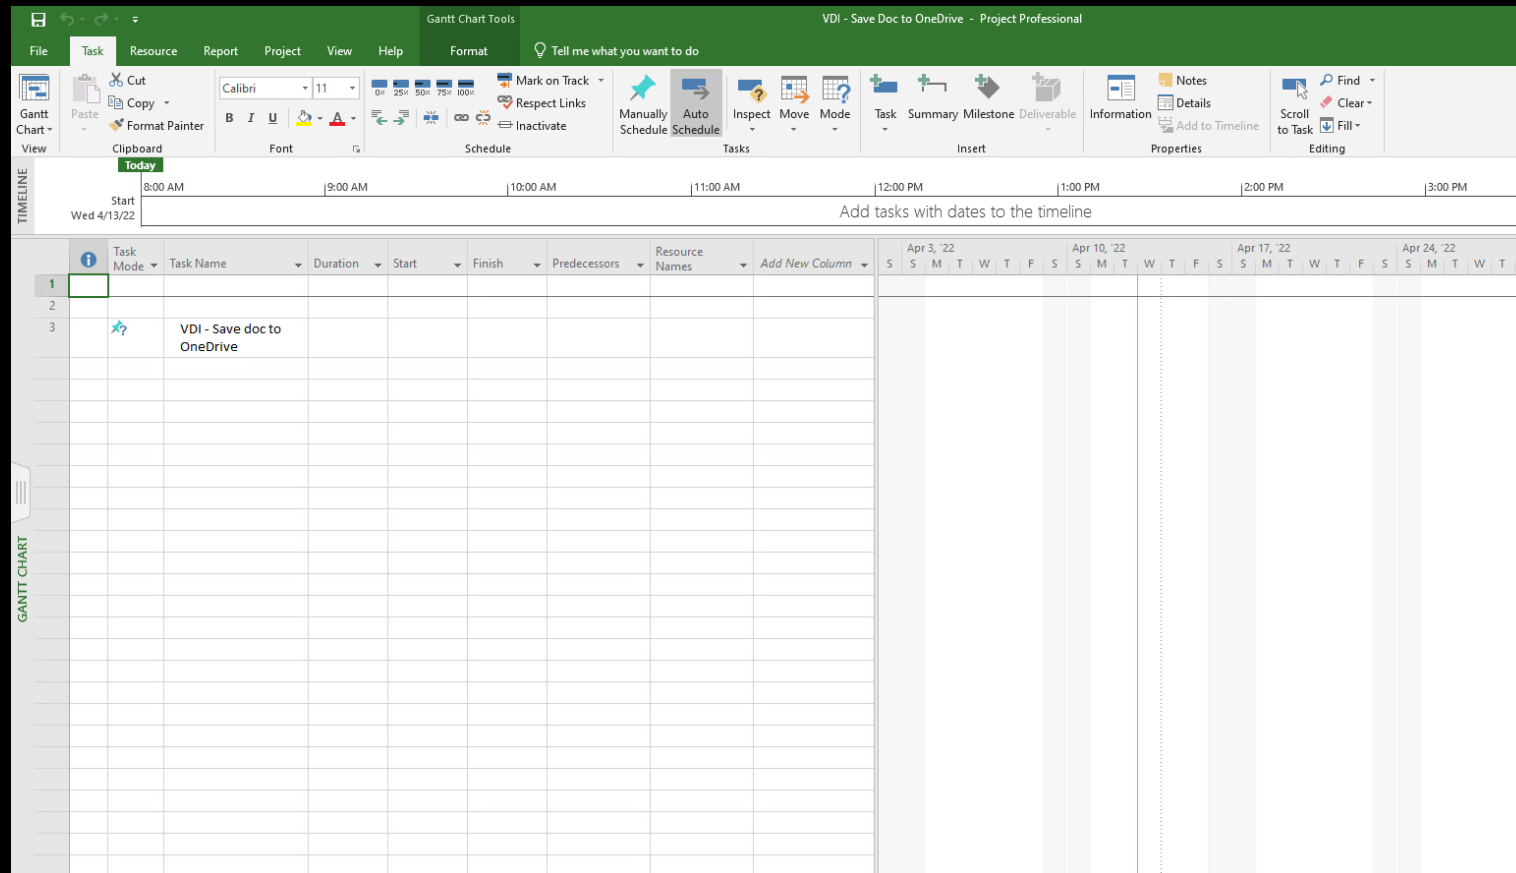 Gantt Chart Tools
VDI - Save Doc to OneDrive - Project Professional
File Task Resource Report Project View Help Format Tell me what you want to do
Gantt Chart
View
Paste
Cut
Copy
Format Painter
Clipboard
Calibri 11
B I U A
Font
0% 25% 50% 75% 100%
Mark on Track
Respect Links
Inactivate
Schedule
Manually Schedule
Auto Schedule
Inspect
Move
Mode
Tasks
Task
Summary
Milestone
Deliverable
Insert
Information
Notes
Details
Add to Timeline
Properties
Scroll to Task
Find
Clear
Fill
Editing
TIMELINE
Today
8:00 AM 9:00 AM 10:00 AM 11:00 AM 12:00 PM 1:00 PM 2:00 PM 3:00 PM
Start
Wed 4/13/22
Add tasks with dates to the timeline
Task Mode
Task Name
Duration
Start
Finish
Predecessors
Resource Names
Add New Column
Apr 3, '22 Apr 10, '22 Apr 17, '22 Apr 24, '22
S S M T W T F S S M T W T F S S M T W T F S S M T W T
1
2
3 VDI - Save doc to
OneDrive
GANTT CHART